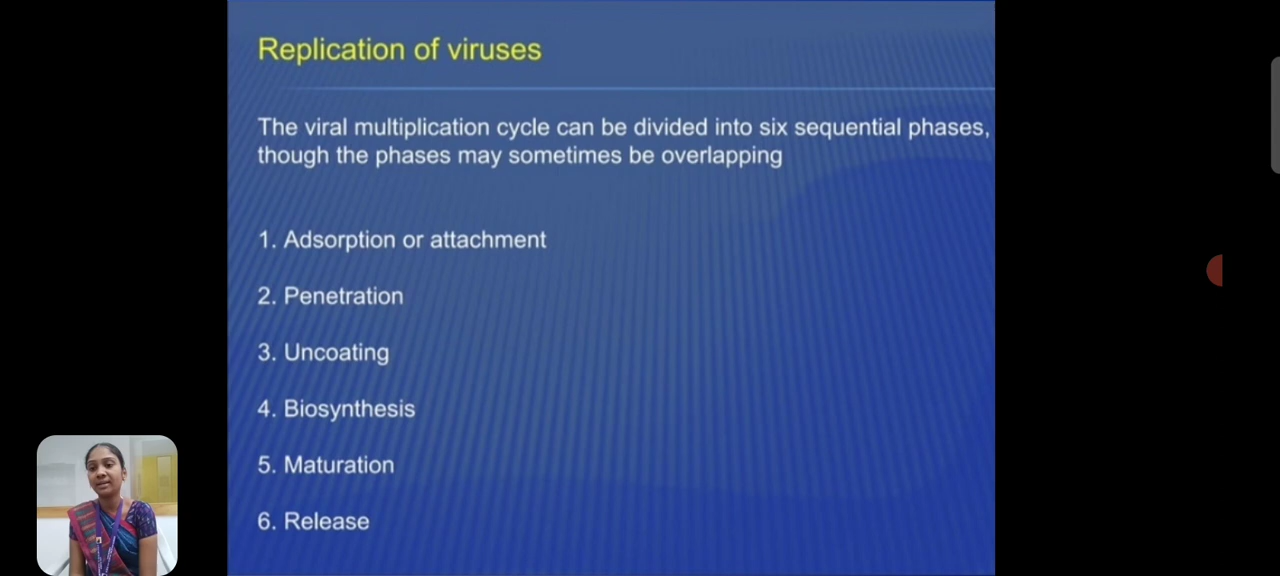 Replication of viruses
The viral multiplication cycle can be divided into six sequential phases,
though the phases may sometimes be overlapping
1. Adsorption or attachment
2. Penetration
3. Uncoating
4. Biosynthesis
5. Maturation
6. Release